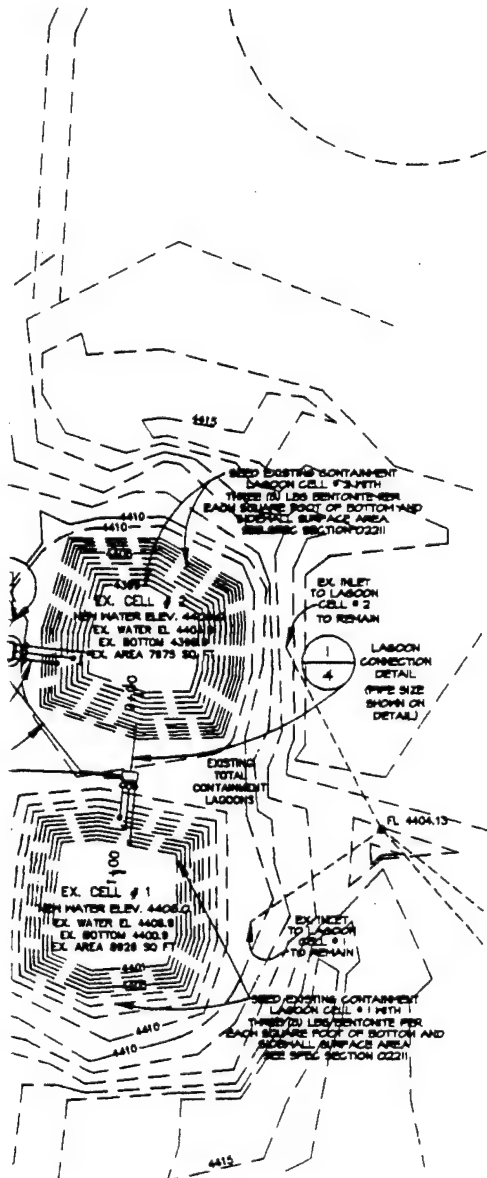 4415
SEED EXISTING CONTAINMENT
LAGOON CELL # WITH
THREE (3) LBS BENTONITE PER
EACH SQUARE FOOT OF BOTTOM AND
SIDEWALL SURFACE AREA
SEE SPEC SECTION 02211
4410
4410
EX. CELL # 2
NEW WATER ELEV.
EX. WATER EL
EX. BOTTOM
EX. AREA 7875 SQ FT
EX. INLET
TO LAGOON
CELL # 2
TO REMAIN
1
4
LAGOON
CONNECTION
DETAIL
(PIPE SIZE
SHOWN ON
DETAIL)
EXISTING
TOTAL
CONTAINMENT
LAGOONS
FL 4404.13
EX. CELL # 1
NEW WATER ELEV.
EX. WATER EL
EX. BOTTOM 4400.9
EX. AREA SQ FT
4401
EX. INLET
TO LAGOON
CELL # 1
TO REMAIN
SEED EXISTING CONTAINMENT
LAGOON CELL # 1 WITH
THREE (3) LBS BENTONITE PER
EACH SQUARE FOOT OF BOTTOM AND
SIDEWALL SURFACE AREA
SEE SPEC SECTION 02211
4410
4410
4415